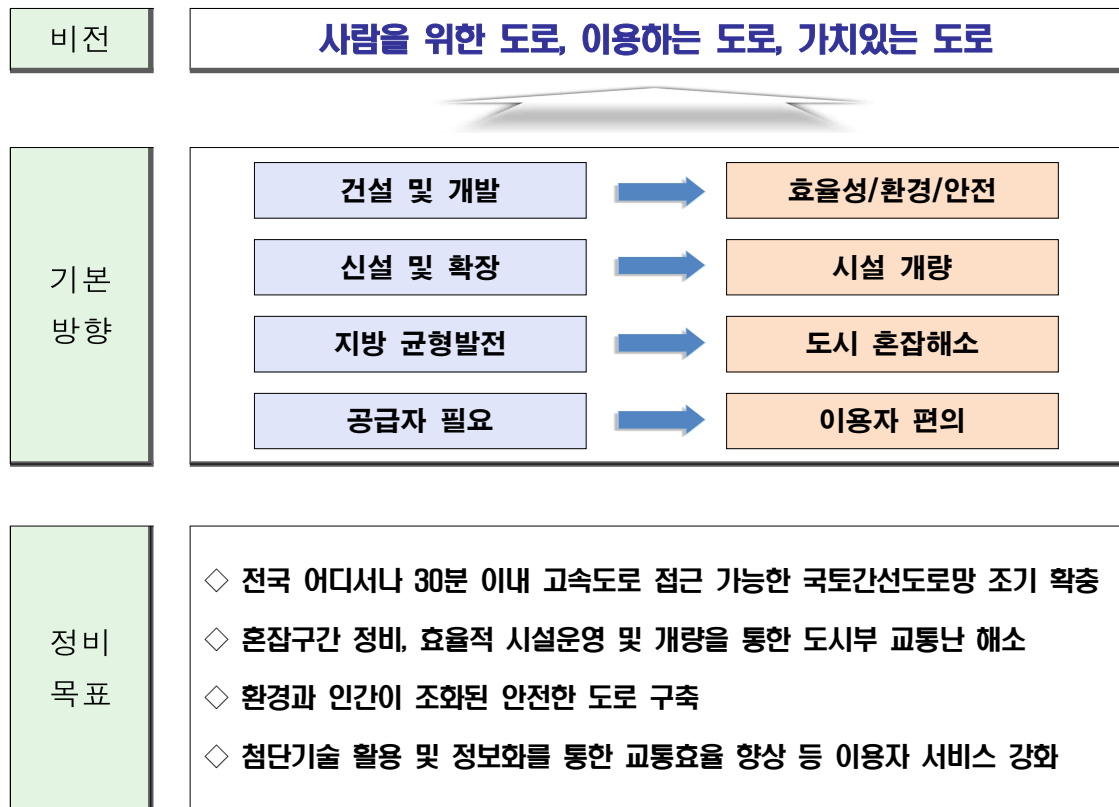 비전
사람을 위한 도로, 이용하는 도로, 가치있는 도로
기본
방향
건설 및 개발
효율성/환경/안전
신설 및 확장
시설 개량
지방 균형발전
도시 혼잡해소
공급자 필요
이용자 편의
정비
목표
◇ 전국 어디서나 30분 이내 고속도로 접근 가능한 국토간선도로망 조기 확충
◇ 혼잡구간 정비, 효율적 시설운영 및 개량을 통한 도시부 교통난 해소
◇ 환경과 인간이 조화된 안전한 도로 구축
◇ 첨단기술 활용 및 정보화를 통한 교통효율 향상 등 이용자 서비스 강화